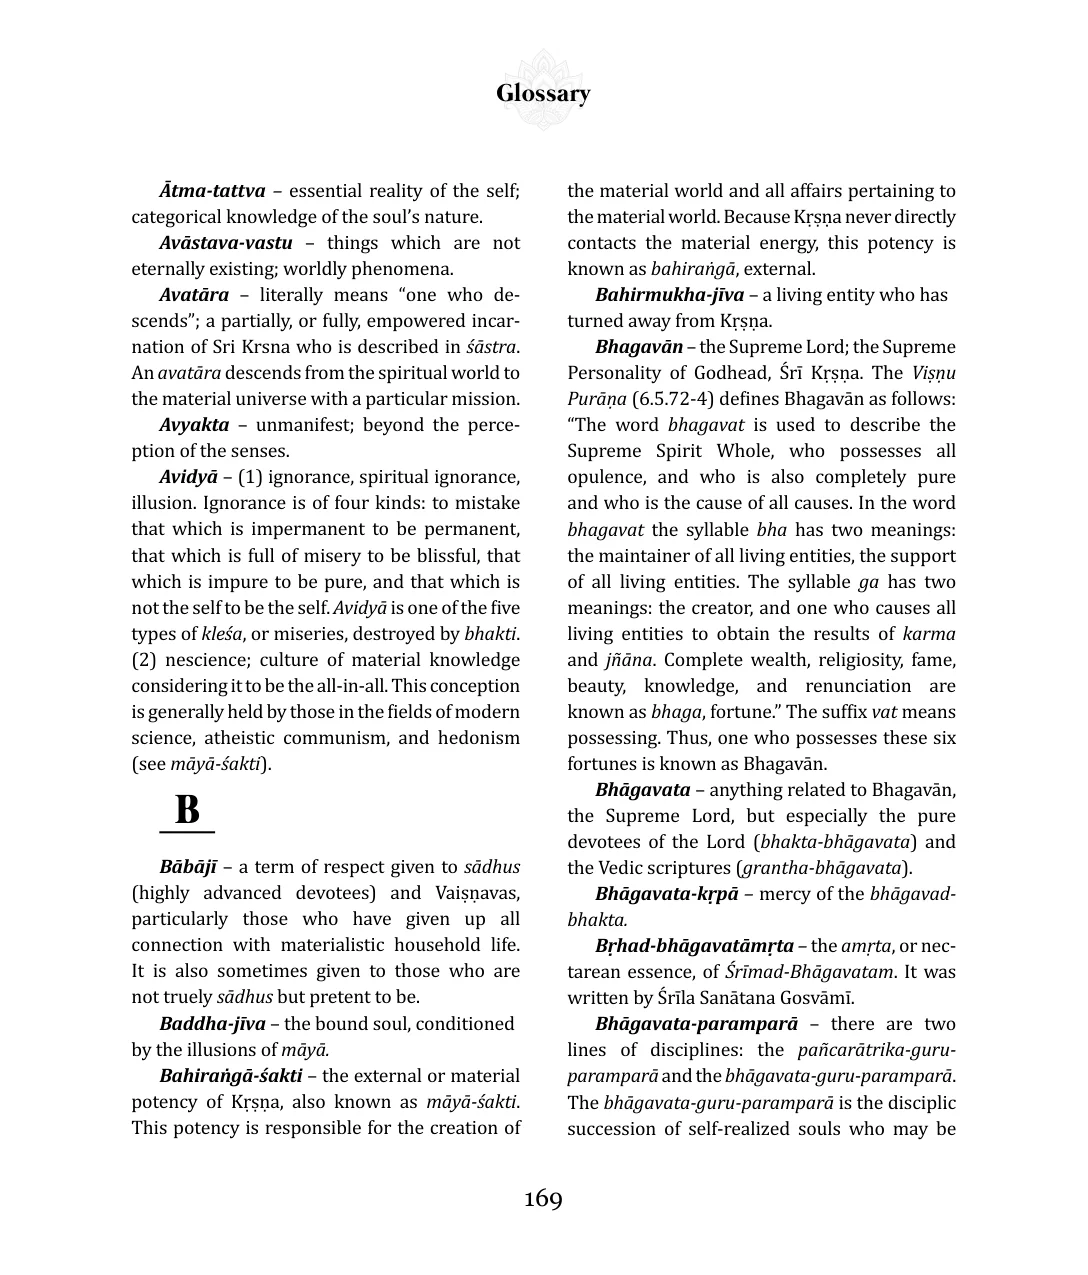 Glossary
Ātma-tattva – essential reality of the self;
categorical knowledge of the soul’s nature.
Avāstava-vastu – things which are not
eternally existing; worldly phenomena.
Avatāra – literally means “one who de-
scends”; a partially, or fully, empowered incar-
nation of Sri Krsna who is described in śāstra.
An avatāra descends from the spiritual world to
the material universe with a particular mission.
Avyakta – unmanifest; beyond the perce-
ption of the senses.
Avidyā – (1) ignorance, spiritual ignorance,
illusion. Ignorance is of four kinds: to mistake
that which is impermanent to be permanent,
that which is full of misery to be blissful, that
which is impure to be pure, and that which is
not the self to be the self. Avidyā is one of the five
types of kleśa, or miseries, destroyed by bhakti.
(2) nescience; culture of material knowledge
considering it to be the all-in-all. This conception
is generally held by those in the fields of modern
science, atheistic communism, and hedonism
(see māyā-śakti).
B
Bābājī – a term of respect given to sādhus
(highly advanced devotees) and Vaiṣṇavas,
particularly those who have given up all
connection with materialistic household life.
It is also sometimes given to those who are
not truely sādhus but pretent to be.
Baddha-jīva – the bound soul, conditioned
by the illusions of māyā.
Bahiraṅgā-śakti – the external or material
potency of Kṛṣṇa, also known as māyā-śakti.
This potency is responsible for the creation of
the material world and all affairs pertaining to
the material world. Because Kṛṣṇa never directly
contacts the material energy, this potency is
known as bahiraṅgā, external.
Bahirmukha-jīva – a living entity who has
turned away from Kṛṣṇa.
Bhagavān – the Supreme Lord; the Supreme
Personality of Godhead, Śrī Kṛṣṇa. The Viṣṇu
Purāṇa (6.5.72-4) defines Bhagavān as follows:
“The word bhagavat is used to describe the
Supreme Spirit Whole, who possesses all
opulence, and who is also completely pure
and who is the cause of all causes. In the word
bhagavat the syllable bha has two meanings:
the maintainer of all living entities, the support
of all living entities. The syllable ga has two
meanings: the creator, and one who causes all
living entities to obtain the results of karma
and jñāna. Complete wealth, religiosity, fame,
beauty, knowledge, and renunciation are
known as bhaga, fortune.” The suffix vat means
possessing. Thus, one who possesses these six
fortunes is known as Bhagavān.
Bhāgavata – anything related to Bhagavān,
the Supreme Lord, but especially the pure
devotees of the Lord (bhakta-bhāgavata) and
the Vedic scriptures (grantha-bhāgavata).
Bhāgavata-kṛpā – mercy of the bhāgavad-
bhakta.
Bṛhad-bhāgavatāmṛta – the amṛta, or nec-
tarean essence, of Śrīmad-Bhāgavatam. It was
written by Śrīla Sanātana Gosvāmī.
Bhāgavata-paramparā – there are two
lines of disciplines: the pañcarātrika-guru-
paramparā and the bhāgavata-guru-paramparā.
The bhāgavata-guru-paramparā is the disciplic
succession of self-realized souls who may be
169